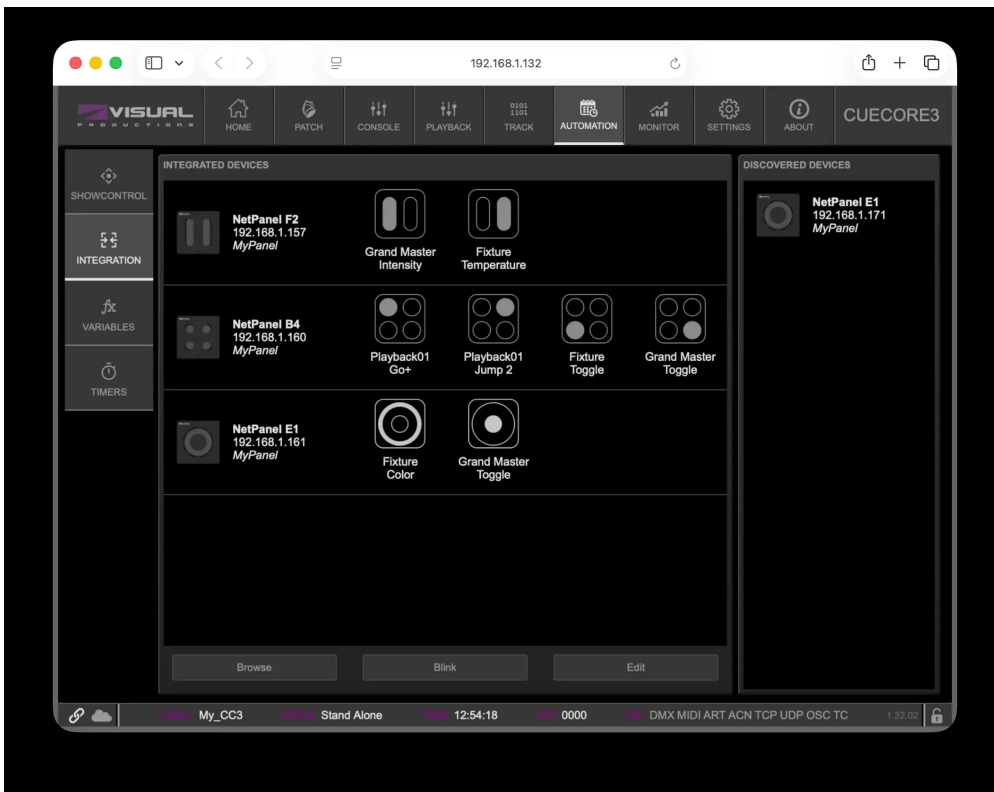 192.168.1.132
VISUAL
PRODUCTIONS
HOME
PATCH
CONSOLE
PLAYBACK
0101
1101
TRACK
AUTOMATION
MONITOR
SETTINGS
ABOUT
CUECORE3
SHOWCONTROL
INTEGRATION
fx
VARIABLES
TIMERS
INTEGRATED DEVICES
NetPanel F2
192.168.1.157
MyPanel
Grand Master
Intensity
Fixture
Temperature
NetPanel B4
192.168.1.160
MyPanel
Playback01
Go+
Playback01
Jump 2
Fixture
Toggle
Grand Master
Toggle
NetPanel E1
192.168.1.161
MyPanel
Fixture
Color
Grand Master
Toggle
Browse
Blink
Edit
DISCOVERED DEVICES
NetPanel E1
192.168.1.171
MyPanel
My_CC3
Stand Alone
12:54:18
0000
DMX MIDI ART ACN TCP UDP OSC TC
1.32.02